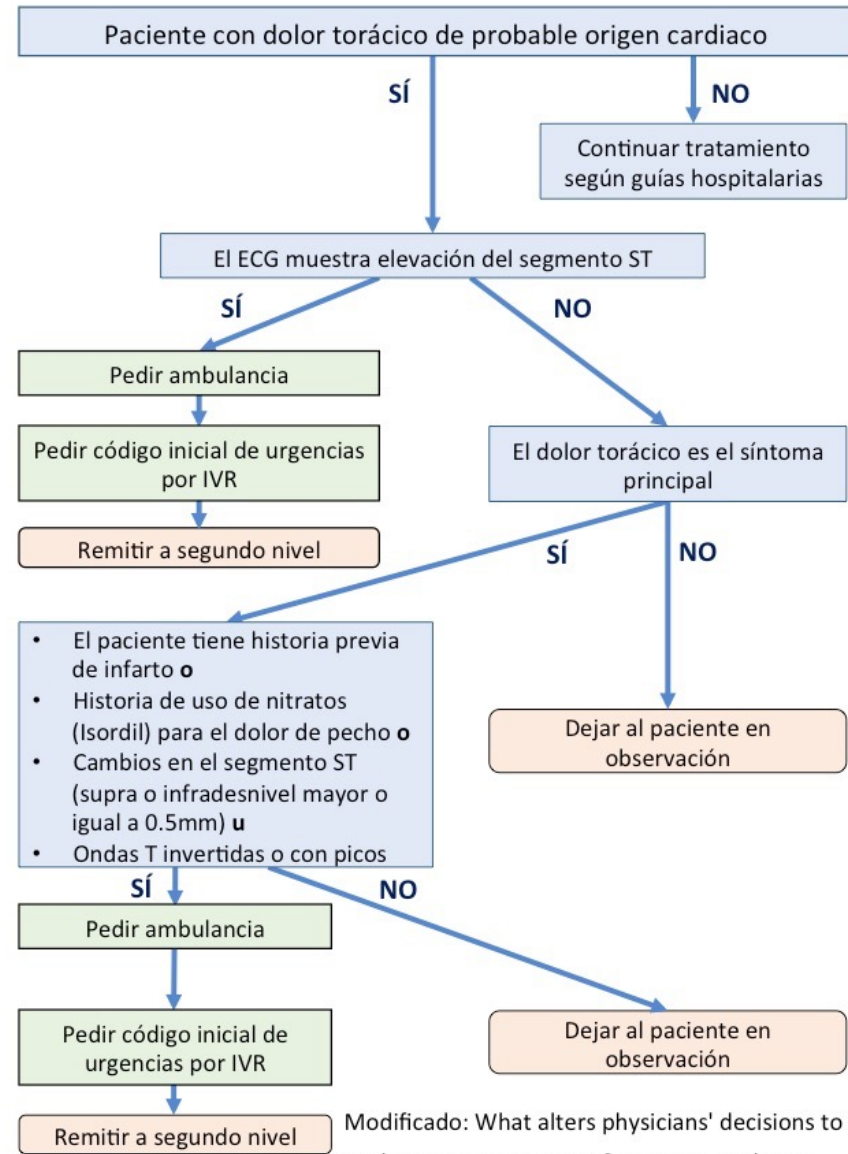 Paciente con dolor torácico de probable origen cardiaco
SÍ
NO
Continuar tratamiento
según guías hospitalarias
El ECG muestra elevación del segmento ST
SÍ
NO
Pedir ambulancia
Pedir código inicial de urgencias
por IVR
Remitir a segundo nivel
El dolor torácico es el síntoma
principal
SÍ
NO
• El paciente tiene historia previa
de infarto o
• Historia de uso de nitratos
(Isordil) para el dolor de pecho o
• Cambios en el segmento ST
(supra o infradesnivel mayor o
igual a 0.5mm) u
• Ondas T invertidas o con picos
Dejar al paciente en
observación
SÍ
NO
Pedir ambulancia
Pedir código inicial de
urgencias por IVR
Remitir a segundo nivel
Dejar al paciente en
observación
Modificado: What alters physicians' decisions to